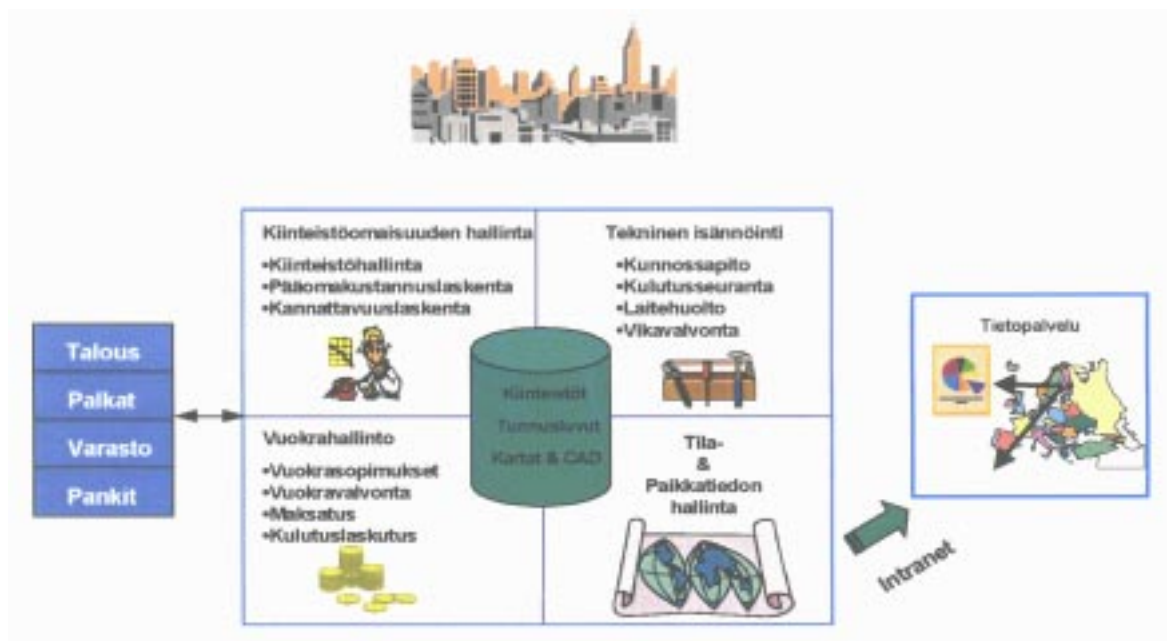 Kiinteistöomaisuuden hallinta
•Kiinteistöhallinta
•Pääomakustannuslaskenta
•Kannattavuuslaskenta
Tekninen isännöinti
•Kunnossapito
•Kulutusseuranta
•Laitehuolto
•Vikavalvonta
Talous
Palkat
Varasto
Pankit
Kiinteistöt
Tunnusluvut
Kartat & CAD
Vuokrahallinto
•Vuokrasopimukset
•Vuokravalvonta
•Maksatus
•Kulutuslaskutus
Tila-
&
Paikkatiedon
hallinta
Tietopalvelu
Intranet